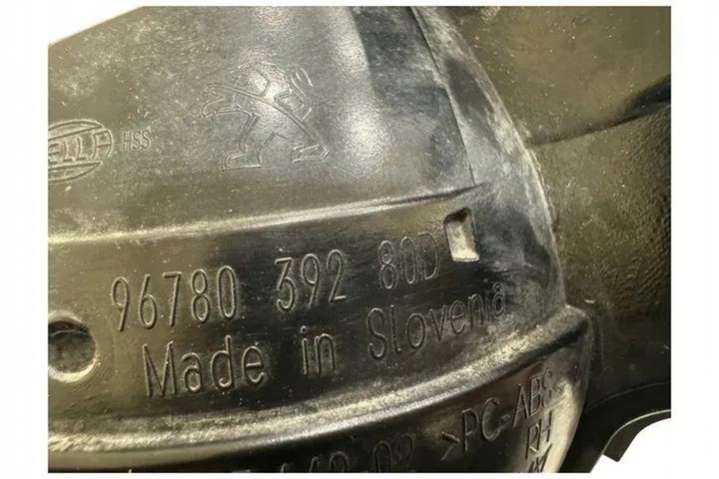 HELLA HSS
96780 392 80D
Made in Slovenia
>PC-ABS
RH